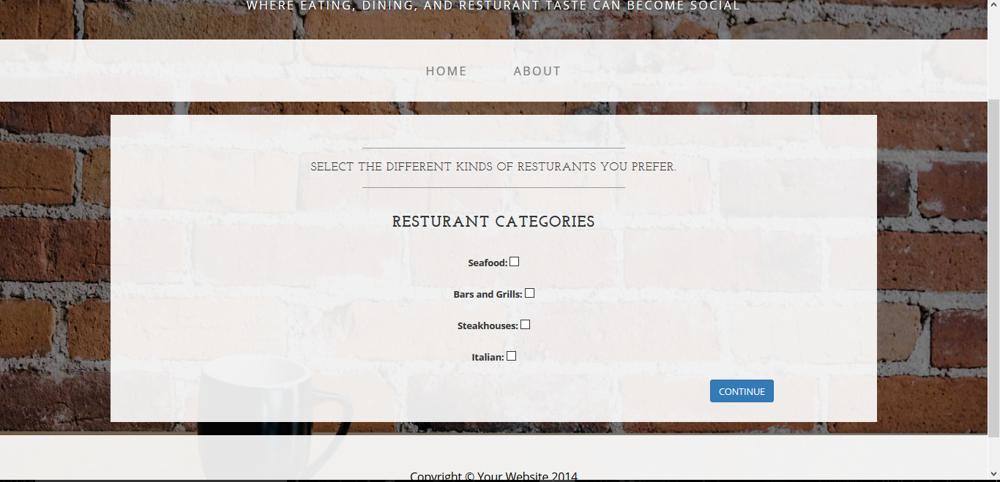 WHERE EATING, DINING, AND RESTURANT TASTE CAN BECOME SOCIAL
HOME ABOUT
SELECT THE DIFFERENT KINDS OF RESTURANTS YOU PREFER.
RESTURANT CATEGORIES
Seafood:
Bars and Grills:
Steakhouses:
Italian:
CONTINUE
Copyright © Your Website 2014